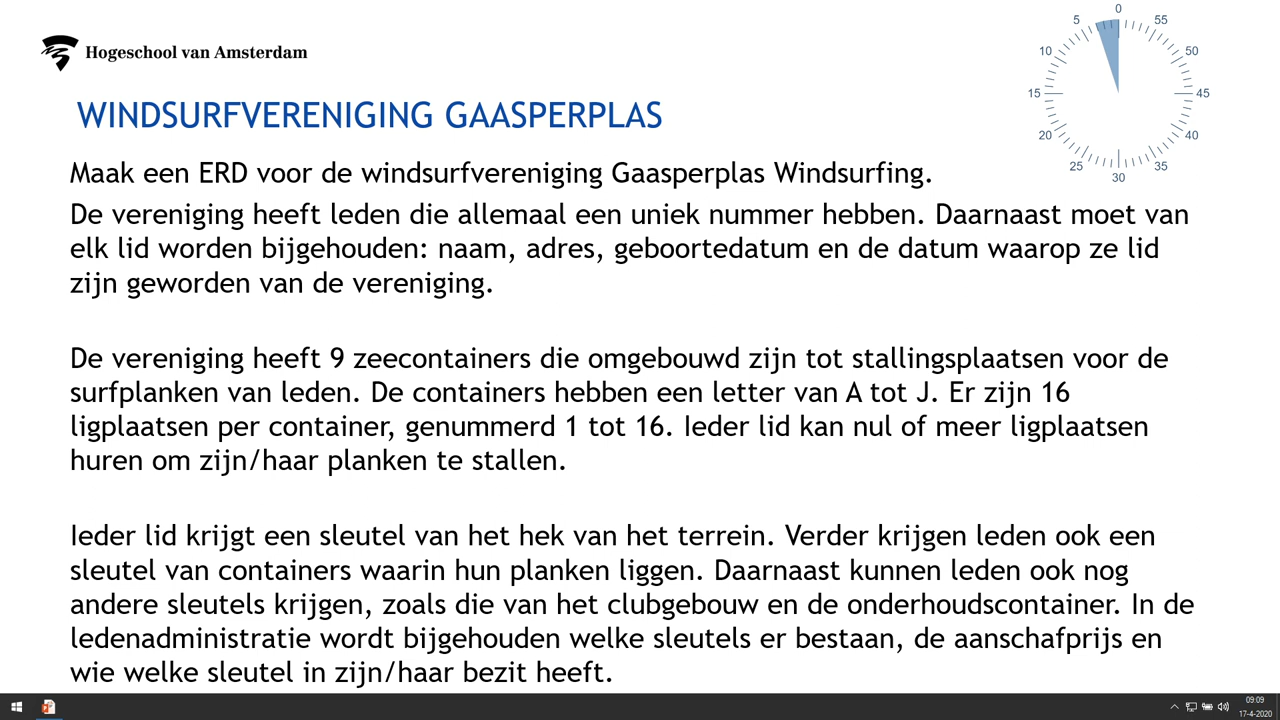 Hogeschool van Amsterdam
0
5
55
10
50
15
45
20
40
25
35
30
WINDSURFVERENIGING GAASPERPLAS
Maak een ERD voor de windsurfvereniging Gaasperplas Windsurfing.
De vereniging heeft leden die allemaal een uniek nummer hebben. Daarnaast moet van
elk lid worden bijgehouden: naam, adres, geboortedatum en de datum waarop ze lid
zijn geworden van de vereniging.
De vereniging heeft 9 zeecontainers die omgebouwd zijn tot stallingsplaatsen voor de
surfplanken van leden. De containers hebben een letter van A tot J. Er zijn 16
ligplaatsen per container, genummerd 1 tot 16. Ieder lid kan nul of meer ligplaatsen
huren om zijn/haar planken te stallen.
Ieder lid krijgt een sleutel van het hek van het terrein. Verder krijgen leden ook een
sleutel van containers waarin hun planken liggen. Daarnaast kunnen leden ook nog
andere sleutels krijgen, zoals die van het clubgebouw en de onderhoudscontainer. In de
ledenadministratie wordt bijgehouden welke sleutels er bestaan, de aanschafprijs en
wie welke sleutel in zijn/haar bezit heeft.
09:09
17-4-2020